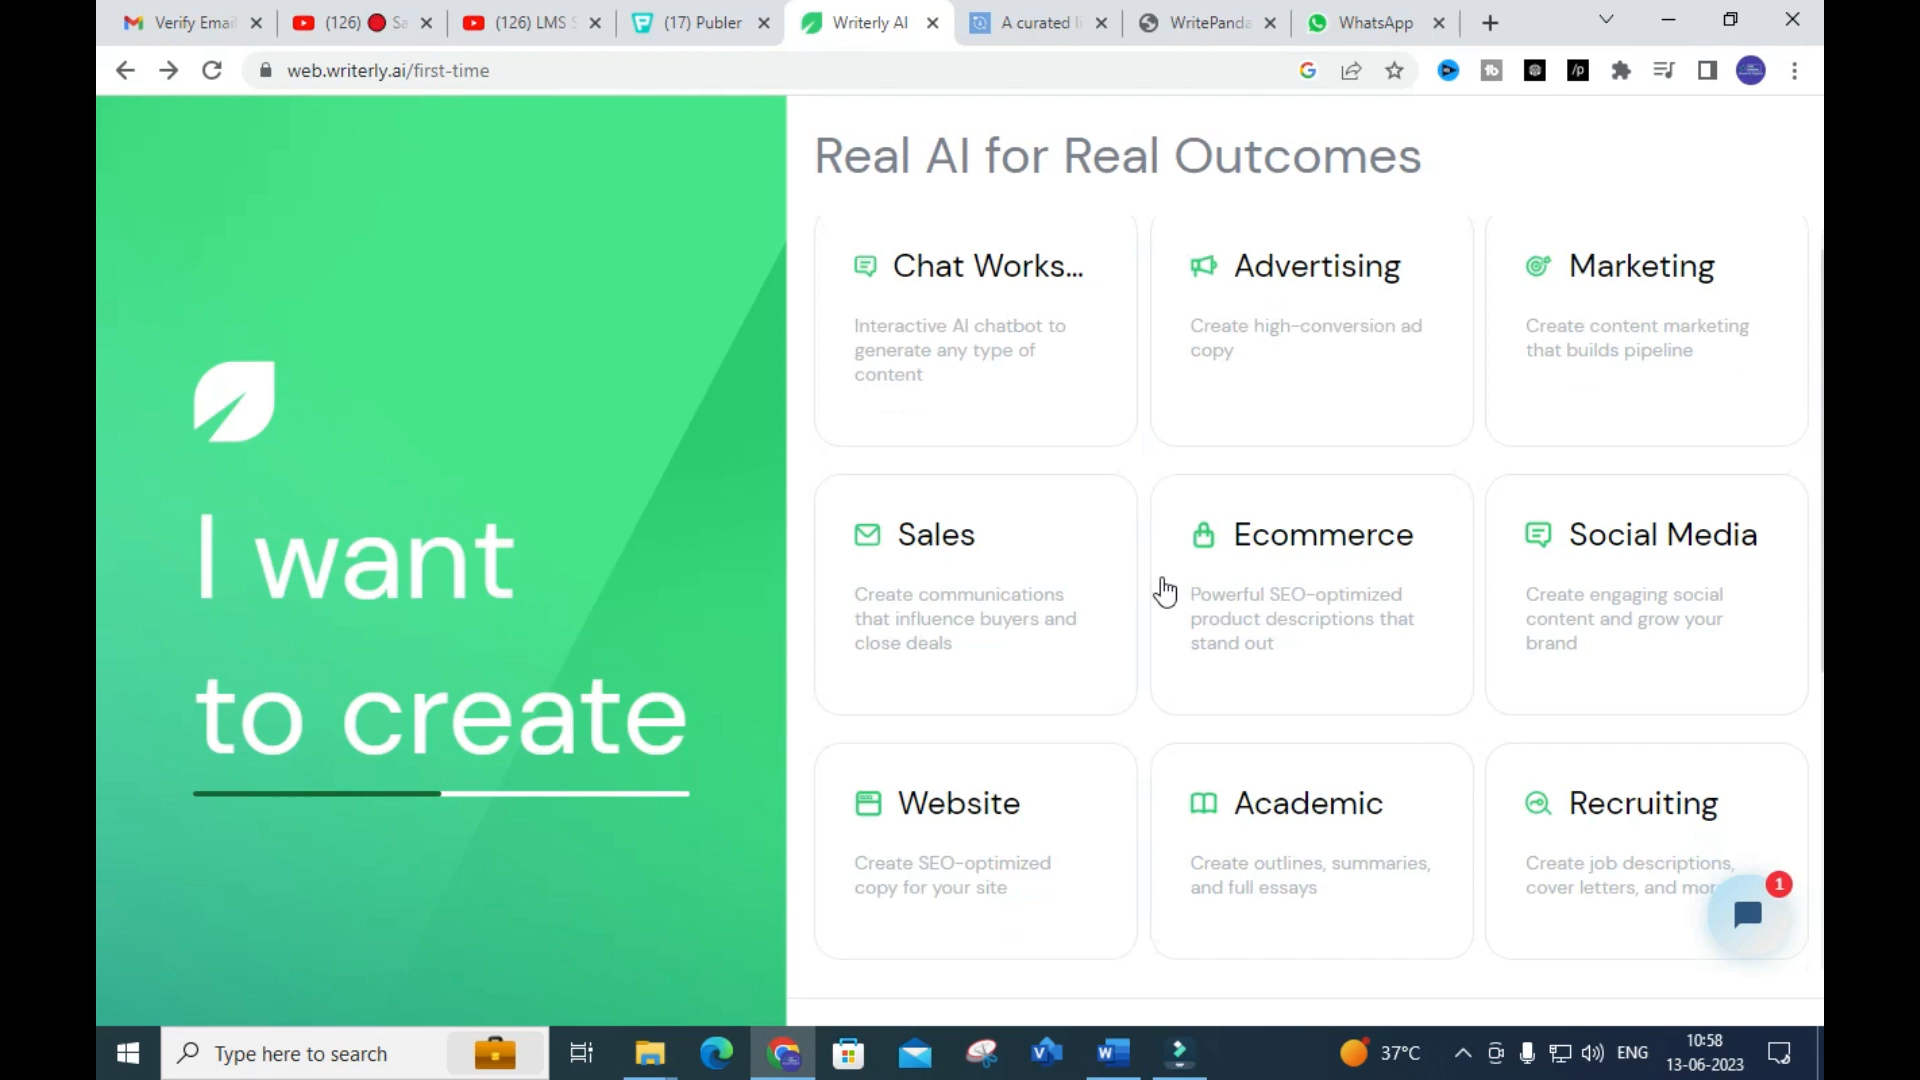 Verify Email
(126) Sa
(126) LMS S
(17) Publer
Writerly AI
A curated li
WritePanda
WhatsApp
web.writerly.ai/first-time
I want
to create
Real AI for Real Outcomes
Chat Works...
Interactive AI chatbot to
generate any type of
content
Advertising
Create high-conversion ad
copy
Marketing
Create content marketing
that builds pipeline
Sales
Create communications
that influence buyers and
close deals
Ecommerce
Powerful SEO-optimized
product descriptions that
stand out
Social Media
Create engaging social
content and grow your
brand
Website
Create SEO-optimized
copy for your site
Academic
Create outlines, summaries,
and full essays
Recruiting
Create job descriptions,
cover letters, and mor
1
Type here to search
37°C
ENG
10:58
13-06-2023